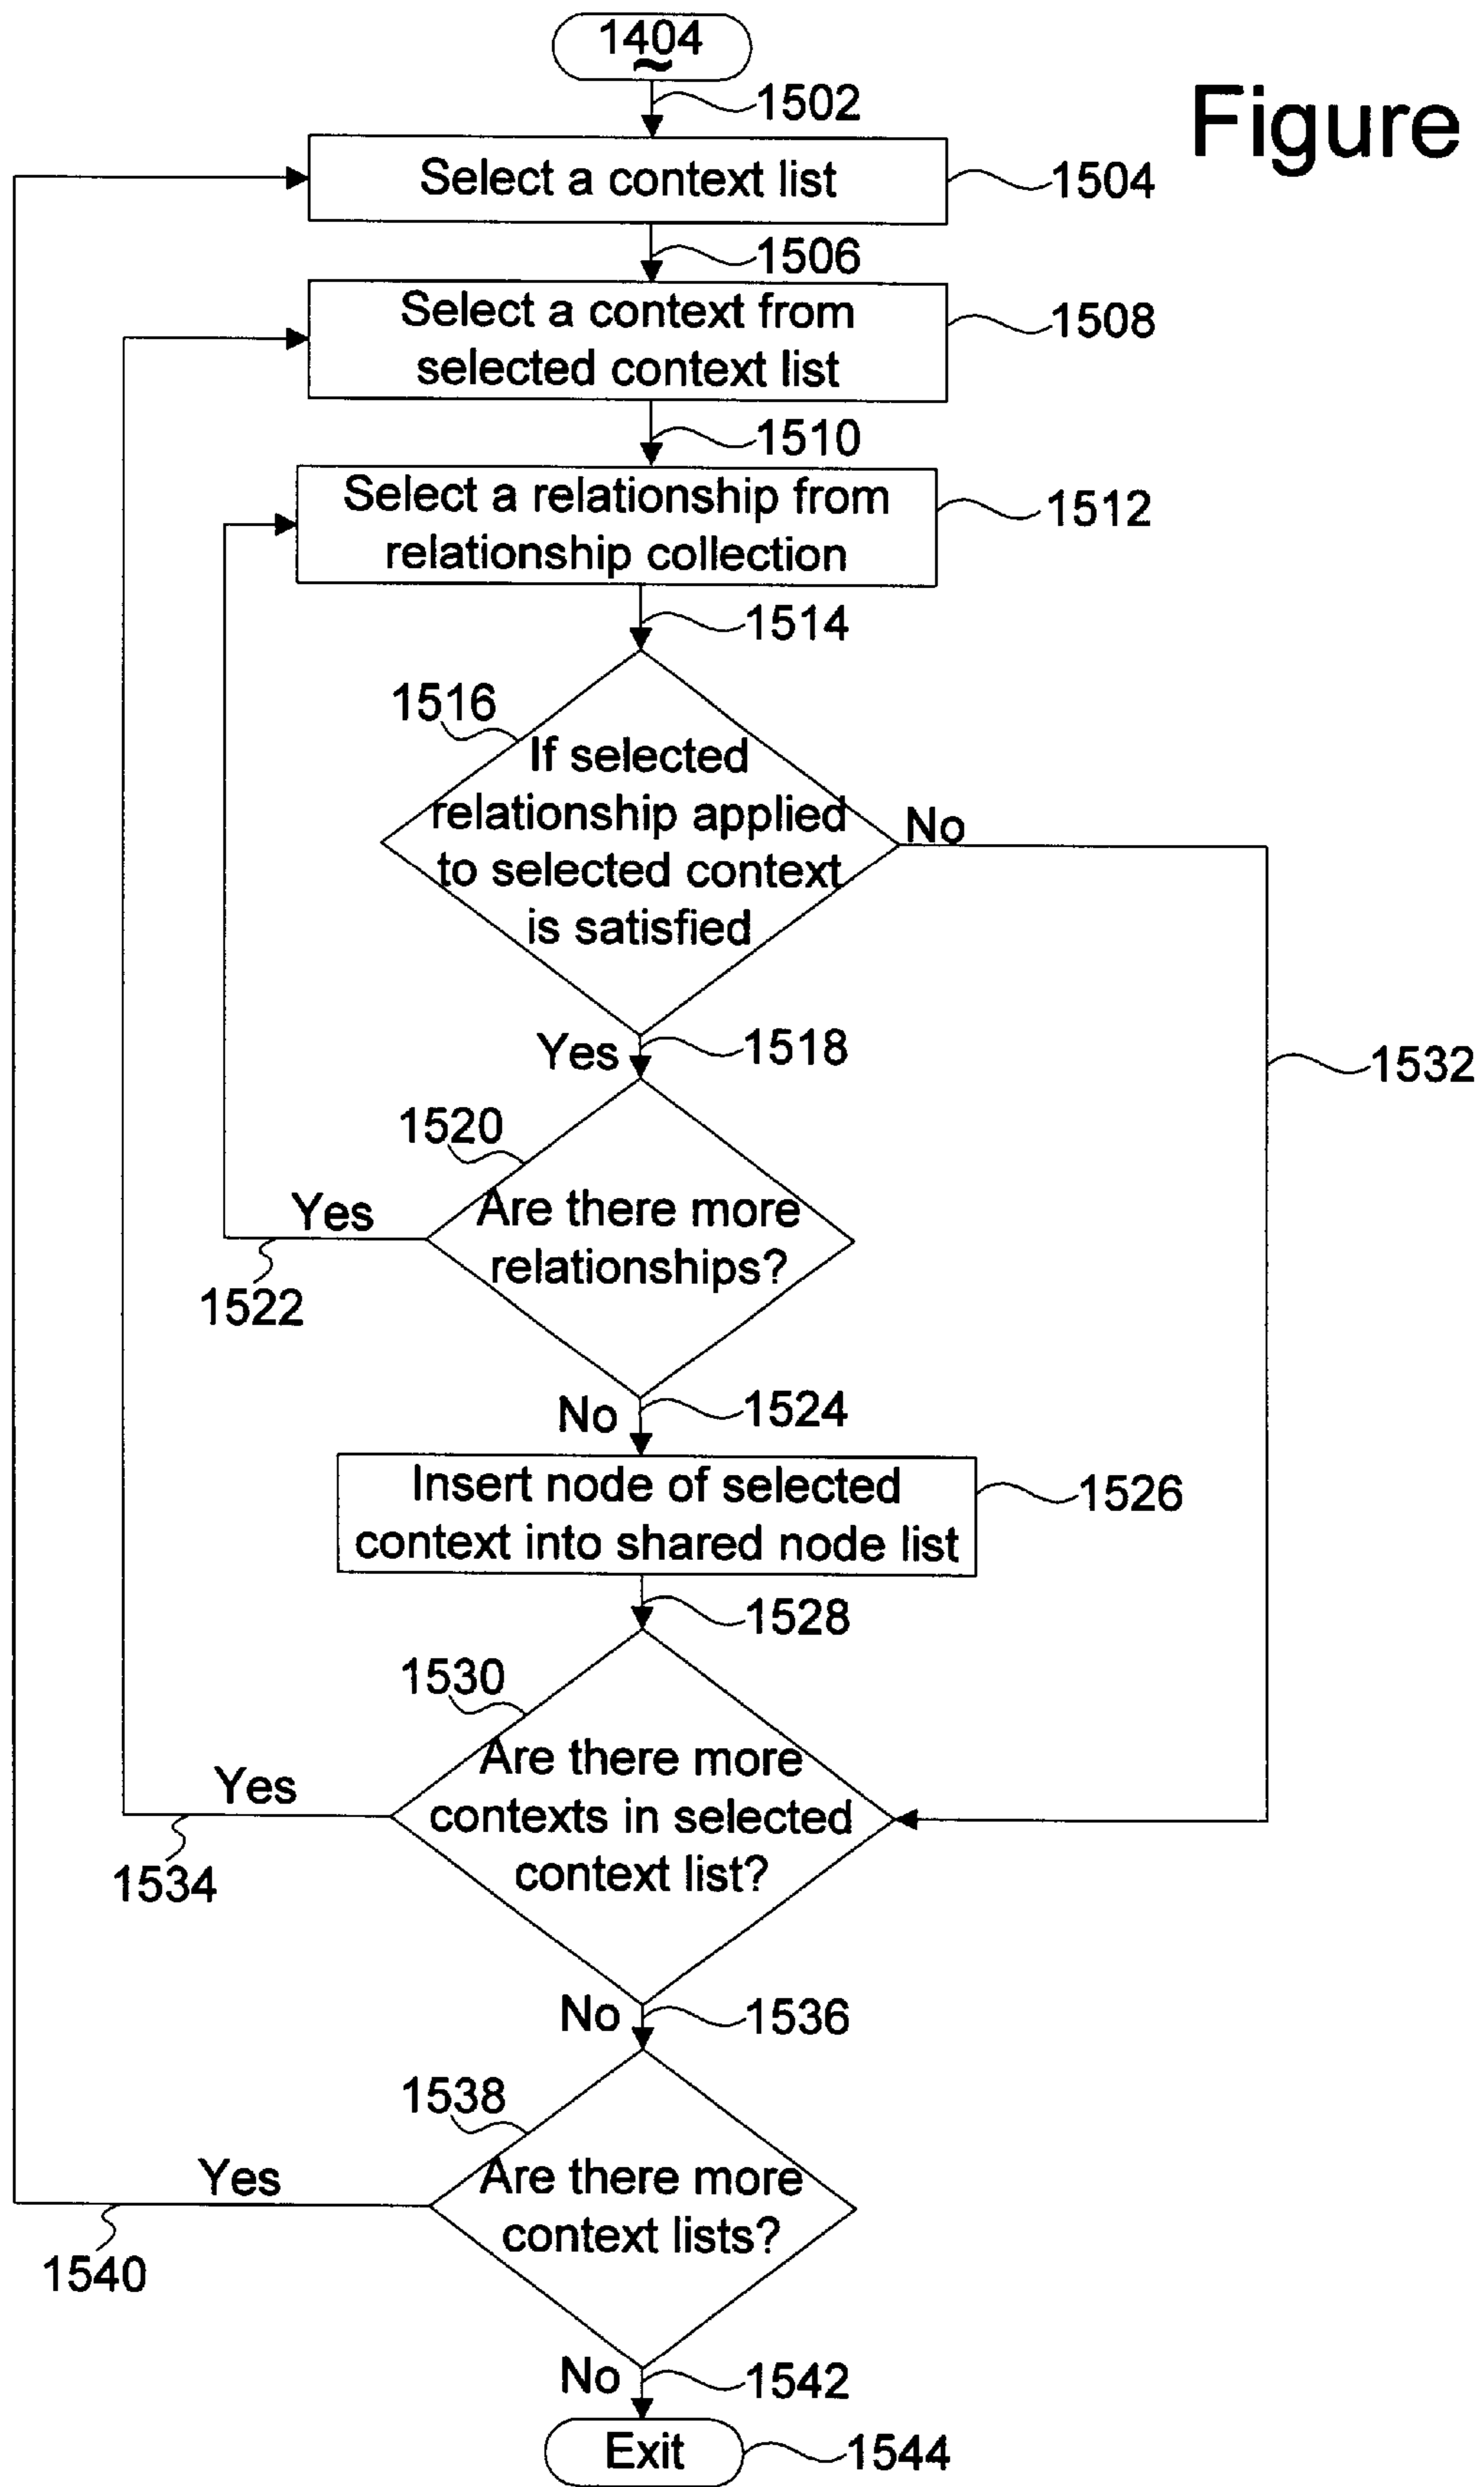 1404
1502
Figure
Select a context list
1504
1506
Select a context from
selected context list
1508
1510
Select a relationship from
relationship collection
1512
1514
1516
If selected
relationship applied
to selected context
is satisfied
No
Yes
1518
1532
1520
Are there more
relationships?
Yes
1522
No
1524
Insert node of selected
context into shared node list
1526
1528
1530
Are there more
contexts in selected
context list?
Yes
1534
No
1536
1538
Are there more
context lists?
Yes
1540
No
1542
Exit
1544